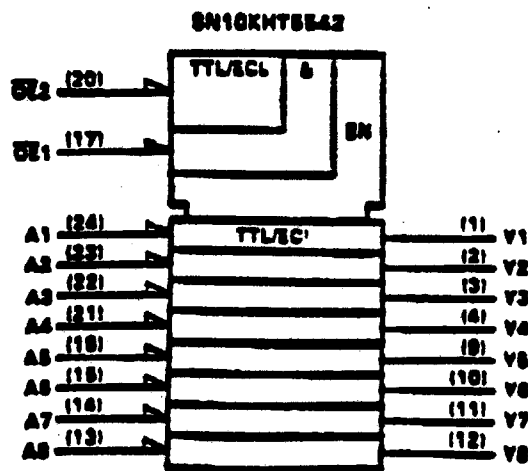 SN10KHT5542
TTL/ECL &
EN
OE2 (20)
OE1 (17)
A1 (24) TTL/ECL (1) Y1
A2 (23) (2) Y2
A3 (22) (3) Y3
A4 (21) (4) Y4
A5 (16) (9) Y5
A6 (15) (10) Y6
A7 (14) (11) Y7
A8 (13) (12) Y8